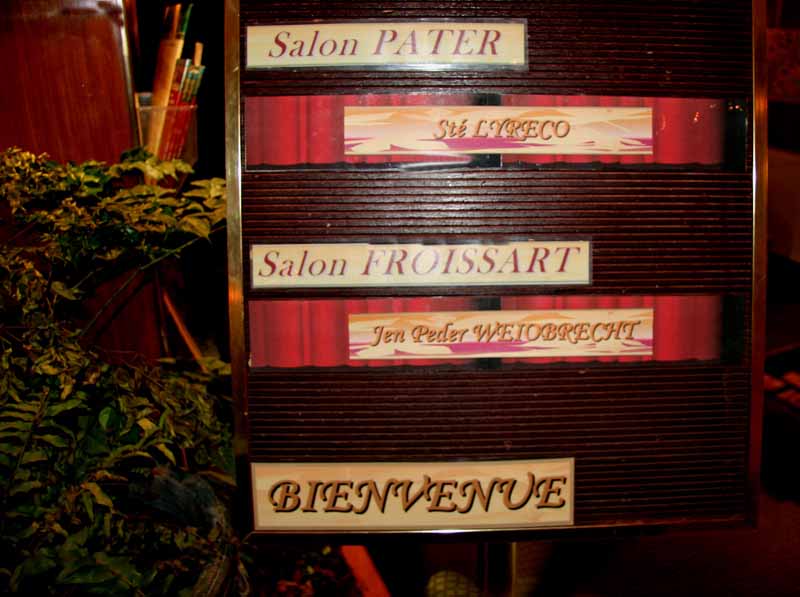 Salon PATER
Sté LYRECO
Salon FROISSART
Jen Peder WEIOBRECHT
BIENVENUE